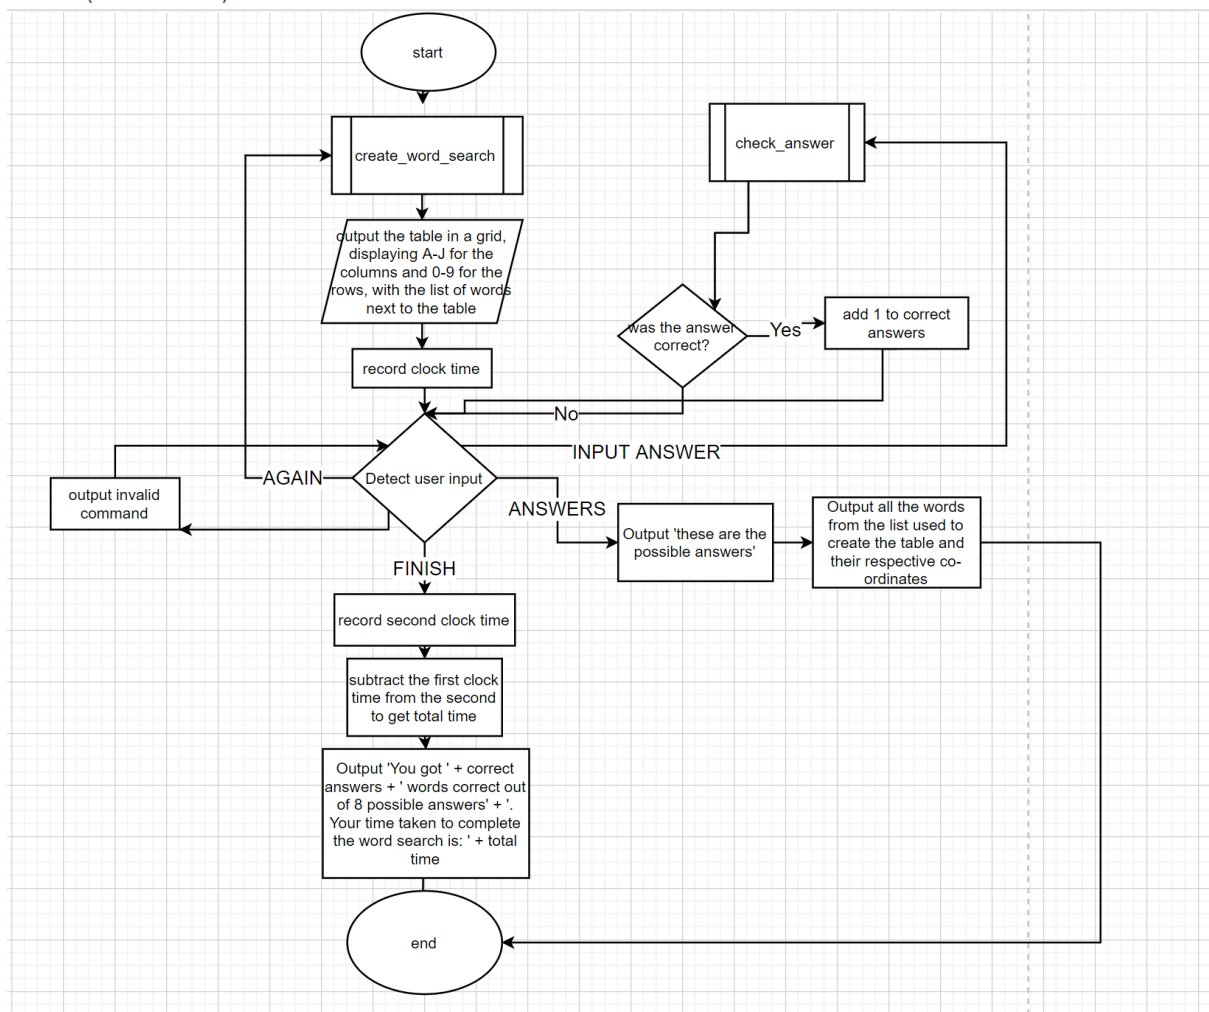 start
create_word_search
check_answer
output the table in a grid,
displaying A-J for the
columns and 0-9 for the
rows, with the list of words
next to the table
was the answer
correct?
Yes
add 1 to correct
answers
record clock time
No
INPUT ANSWER
Detect user input
AGAIN
output invalid
command
ANSWERS
Output 'these are the
possible answers'
Output all the words
from the list used to
create the table and
their respective co-
ordinates
FINISH
record second clock time
subtract the first clock
time from the second
to get total time
Output 'You got ' + correct
answers + ' words correct out
of 8 possible answers' + '.
Your time taken to complete
the word search is: ' + total
time
end